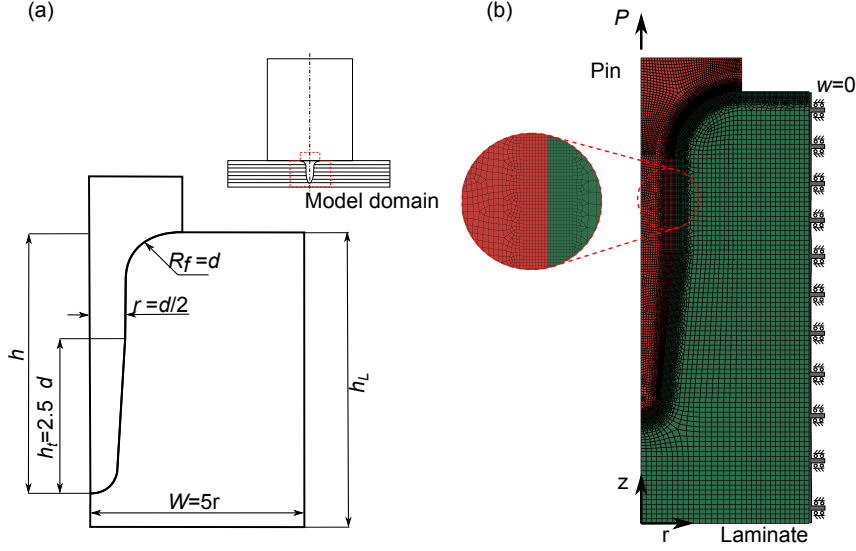 (a)
Model domain
R_f=d
r=d/2
h
h_t=2.5 d
h_L
W=5r
(b)
P
Pin
w=0
z
r
Laminate